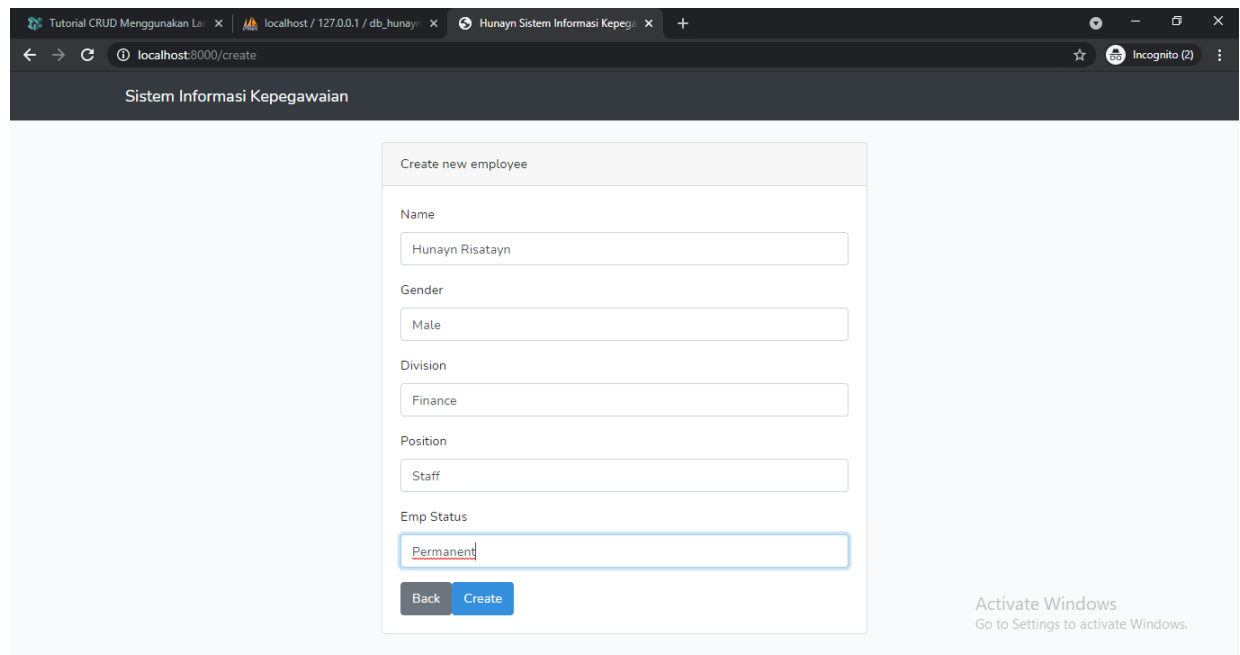 Tutorial CRUD Menggunakan Lar
localhost / 127.0.0.1 / db_hunayn
Hunayn Sistem Informasi Kepega
localhost:8000/create
Incognito (2)
Sistem Informasi Kepegawaian
Create new employee
Name
Hunayn Risatayn
Gender
Male
Division
Finance
Position
Staff
Emp Status
Permanent
Back Create
Activate Windows
Go to Settings to activate Windows.